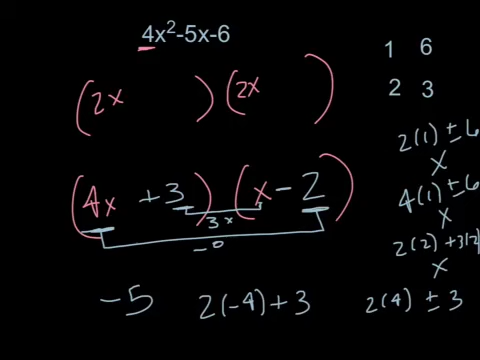 4x²-5x-6
1 6
2 3
(2x ) (2x )
2(1) ± 6
x
(4x +3) (x - 2)
4(1) ± 6
x
3x
2(2) +3(2)
x
-5 2(-4) + 3 2(4) ± 3